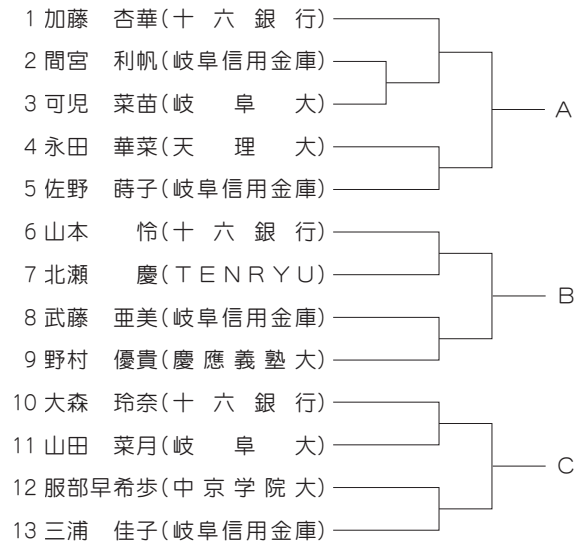 1 加藤 杏華(十六銀行)
2 間宮 利帆(岐阜信用金庫)
3 可児 菜苗(岐阜大)
A
4 永田 華菜(天理大)
5 佐野 蒔子(岐阜信用金庫)
6 山本 怜(十六銀行)
7 北瀬 慶(TENRYU)
B
8 武藤 亜美(岐阜信用金庫)
9 野村 優貴(慶應義塾大)
10 大森 玲奈(十六銀行)
11 山田 菜月(岐阜大)
C
12 服部早希歩(中京学院大)
13 三浦 佳子(岐阜信用金庫)